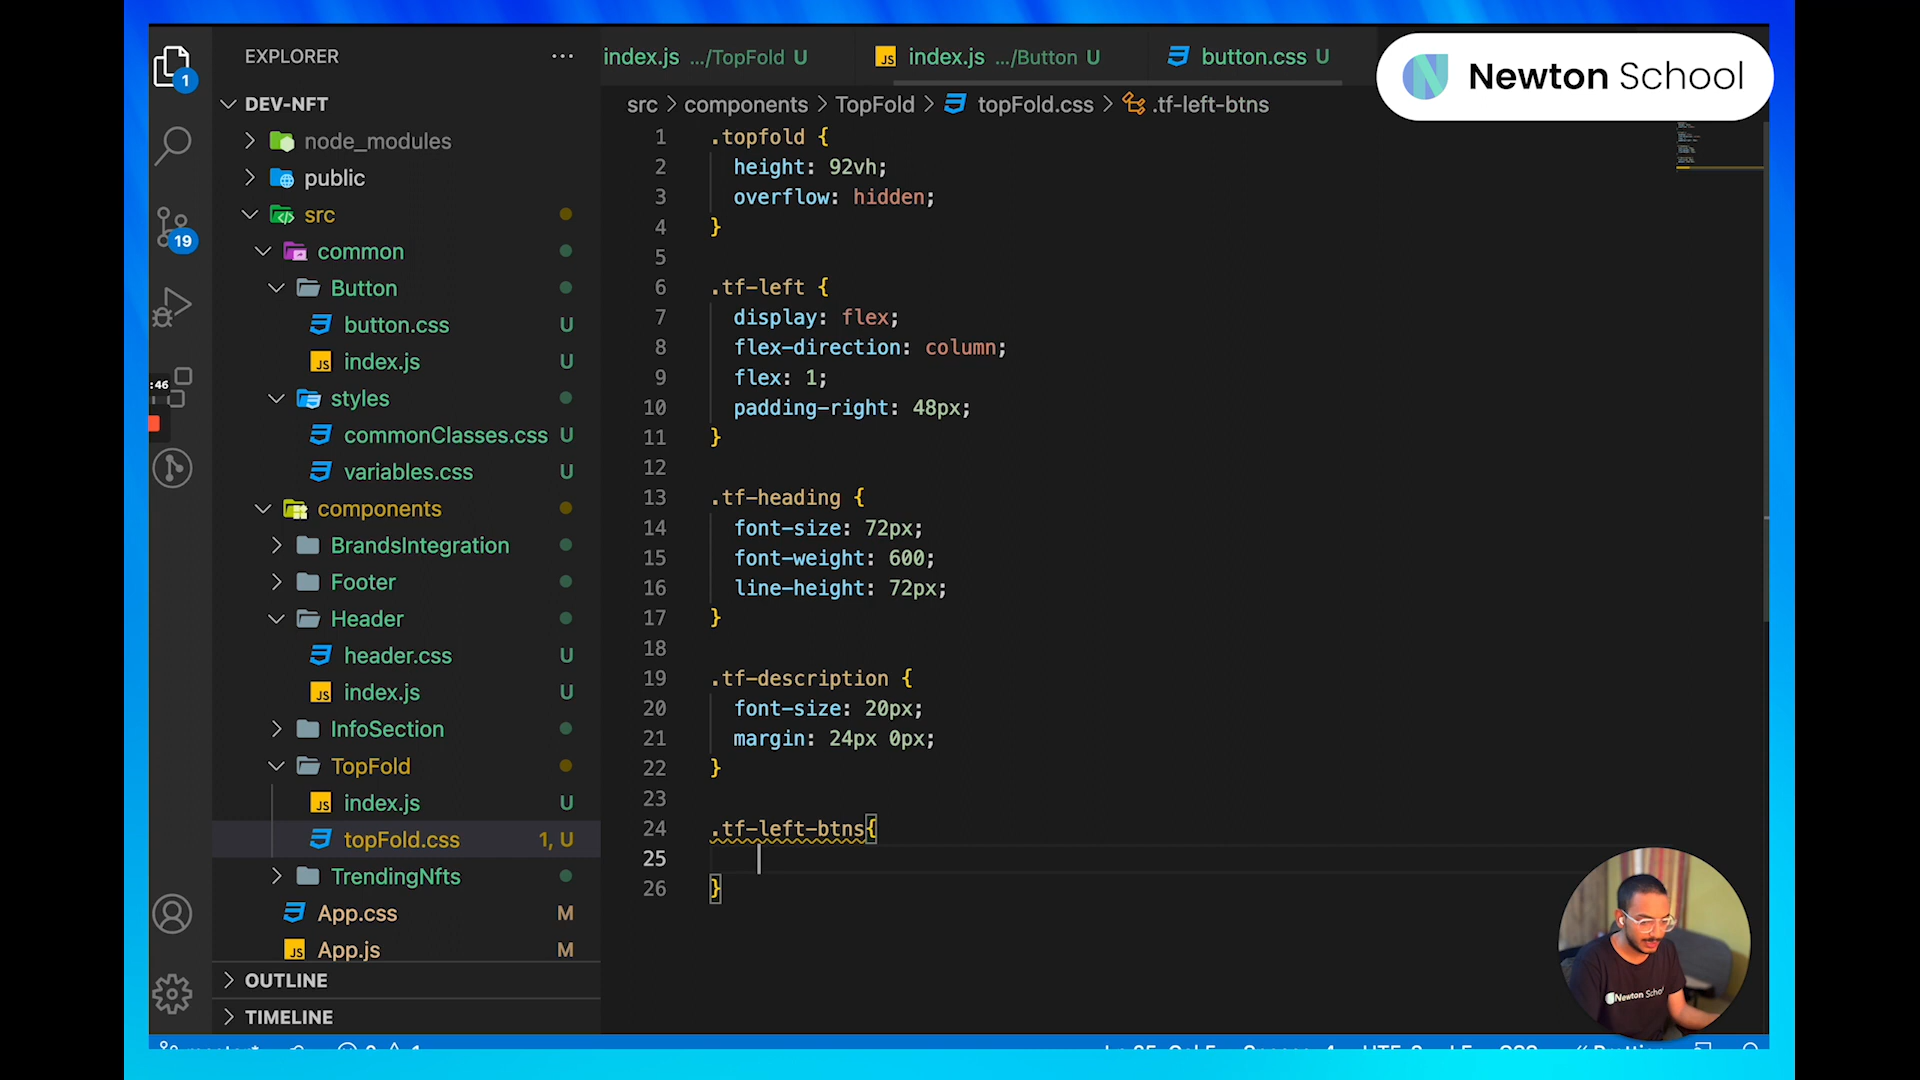 EXPLORER
1
index.js .../TopFold U
index.js .../Button U
button.css U
Newton School
DEV-NFT
src > components > TopFold > topFold.css > .tf-left-btns
node_modules
public
src
19
common
Button
button.css U
index.js U
:46
styles
commonClasses.css U
variables.css U
components
BrandsIntegration
Footer
Header
header.css U
index.js U
InfoSection
TopFold
index.js U
topFold.css 1, U
TrendingNfts
App.css M
App.js M
OUTLINE
TIMELINE
1 .topfold {
2 height: 92vh;
3 overflow: hidden;
4 }
5
6 .tf-left {
7 display: flex;
8 flex-direction: column;
9 flex: 1;
10 padding-right: 48px;
11 }
12
13 .tf-heading {
14 font-size: 72px;
15 font-weight: 600;
16 line-height: 72px;
17 }
18
19 .tf-description {
20 font-size: 20px;
21 margin: 24px 0px;
22 }
23
24 .tf-left-btns{
25
26 }
Newton School